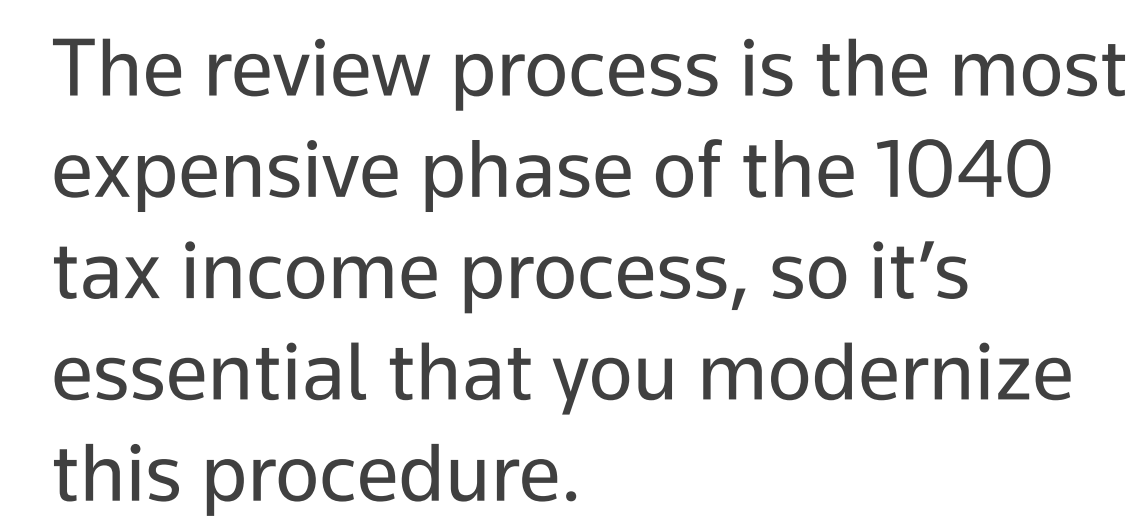 The review process is the most
expensive phase of the 1040
tax income process, so it’s
essential that you modernize
this procedure.